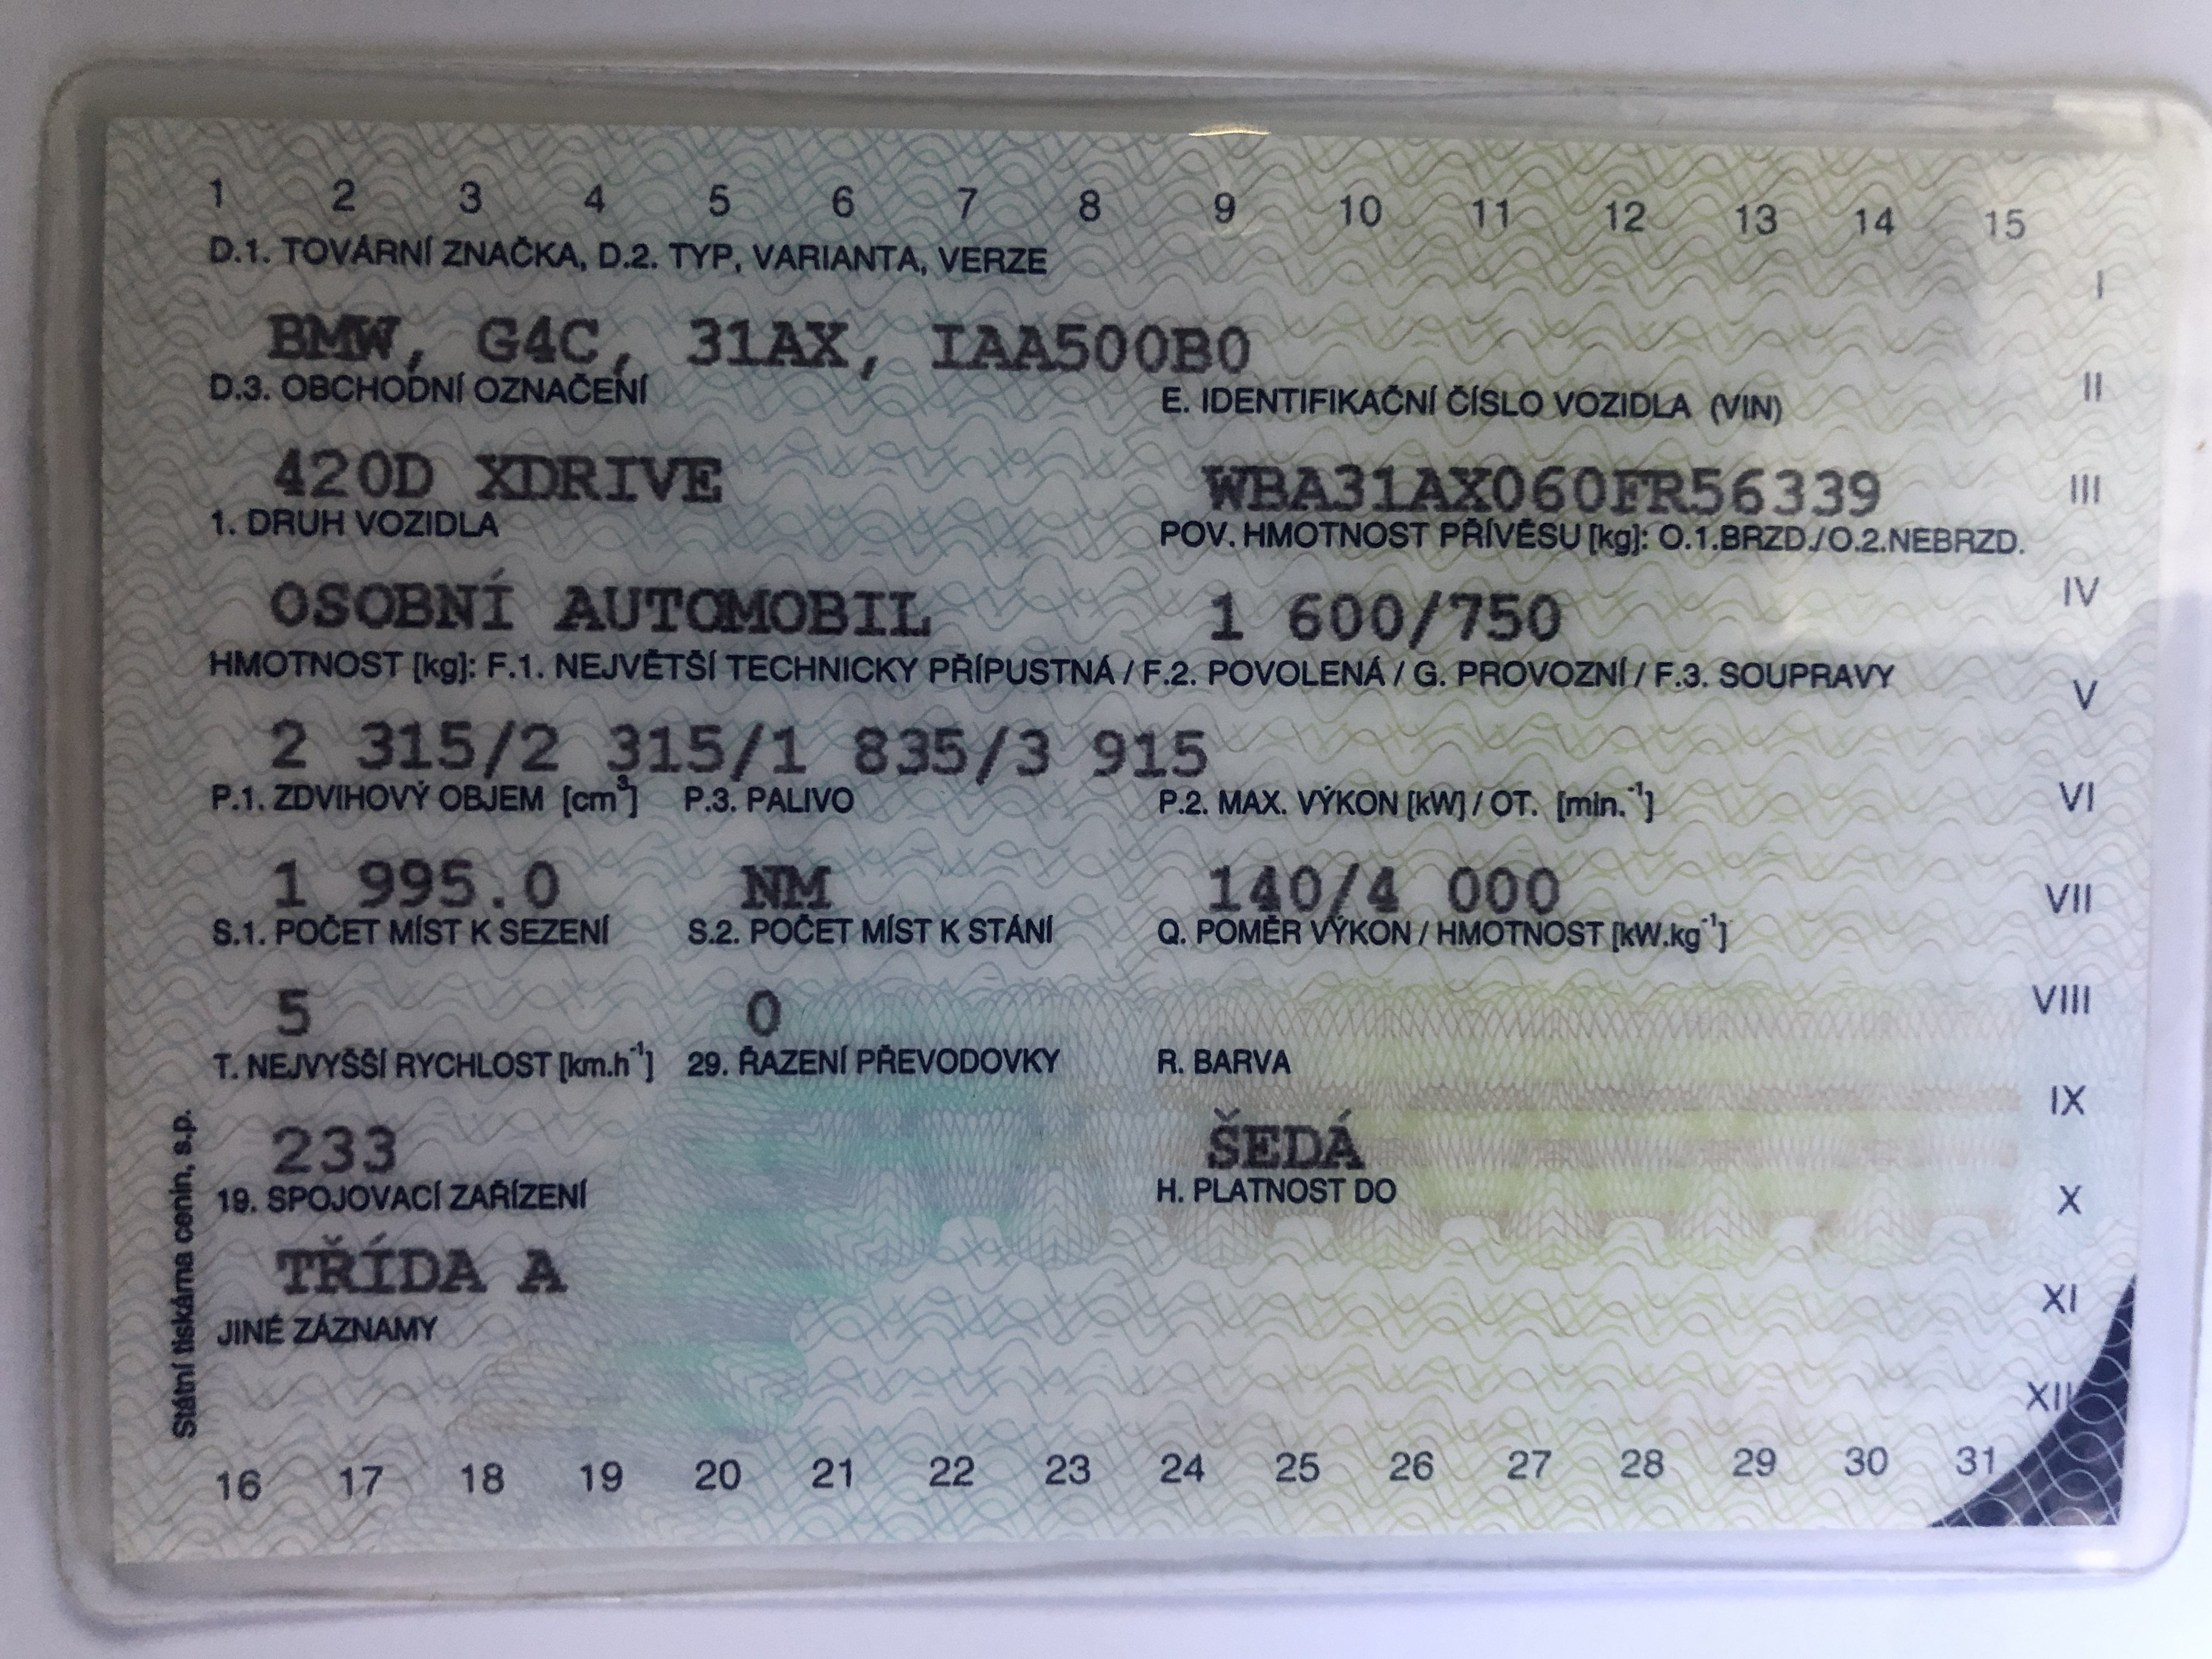 1 2 3 4 5 6 7 8 9 10 11 12 13 14 15
D.1. TOVÁRNÍ ZNAČKA, D.2. TYP, VARIANTA, VERZE
I
BMW, G4C, 31AX, IAA500B0
D.3. OBCHODNÍ OZNAČENÍ E. IDENTIFIKAČNÍ ČÍSLO VOZIDLA (VIN)
II
420D XDRIVE WBA31AX060FR56339
III
1. DRUH VOZIDLA POV. HMOTNOST PŘÍVĚSU [kg]: O.1.BRZD./O.2.NEBRZD.
OSOBNÍ AUTOMOBIL 1 600/750
IV
HMOTNOST [kg]: F.1. NEJVĚTŠÍ TECHNICKY PŘÍPUSTNÁ / F.2. POVOLENÁ / G. PROVOZNÍ / F.3. SOUPRAVY
V
2 315/2 315/1 835/3 915
P.1. ZDVIHOVÝ OBJEM [cm³] P.3. PALIVO P.2. MAX. VÝKON [kW] / OT. [min.⁻¹]
VI
1 995.0 NM 140/4 000
VII
S.1. POČET MÍST K SEZENÍ S.2. POČET MÍST K STÁNÍ Q. POMĚR VÝKON / HMOTNOST [kW.kg⁻¹]
5 0
VIII
T. NEJVYŠŠÍ RYCHLOST [km.h⁻¹] 29. ŘAZENÍ PŘEVODOVKY R. BARVA
IX
233 ŠEDÁ
19. SPOJOVACÍ ZAŘÍZENÍ H. PLATNOST DO
X
TŘÍDA A
XI
JINÉ ZÁZNAMY
XII
Státní tiskárna cenin, s.p.
16 17 18 19 20 21 22 23 24 25 26 27 28 29 30 31